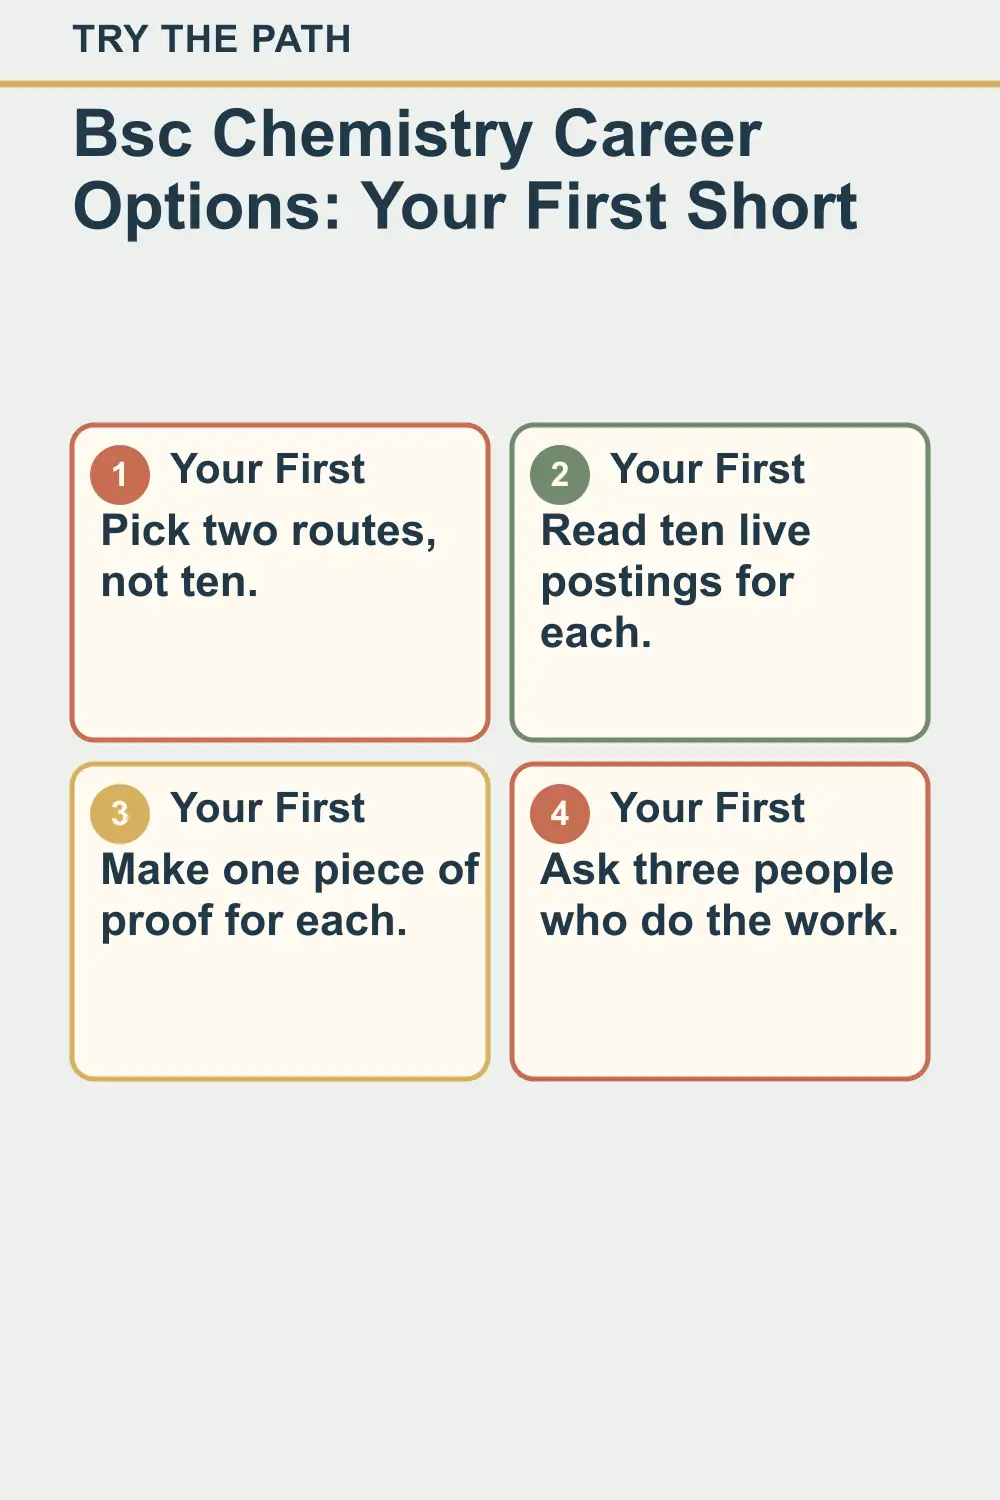 TRY THE PATH
Bsc Chemistry Career
Options: Your First Short
1 Your First
Pick two routes,
not ten.
2 Your First
Read ten live
postings for
each.
3 Your First
Make one piece of
proof for each.
4 Your First
Ask three people
who do the work.